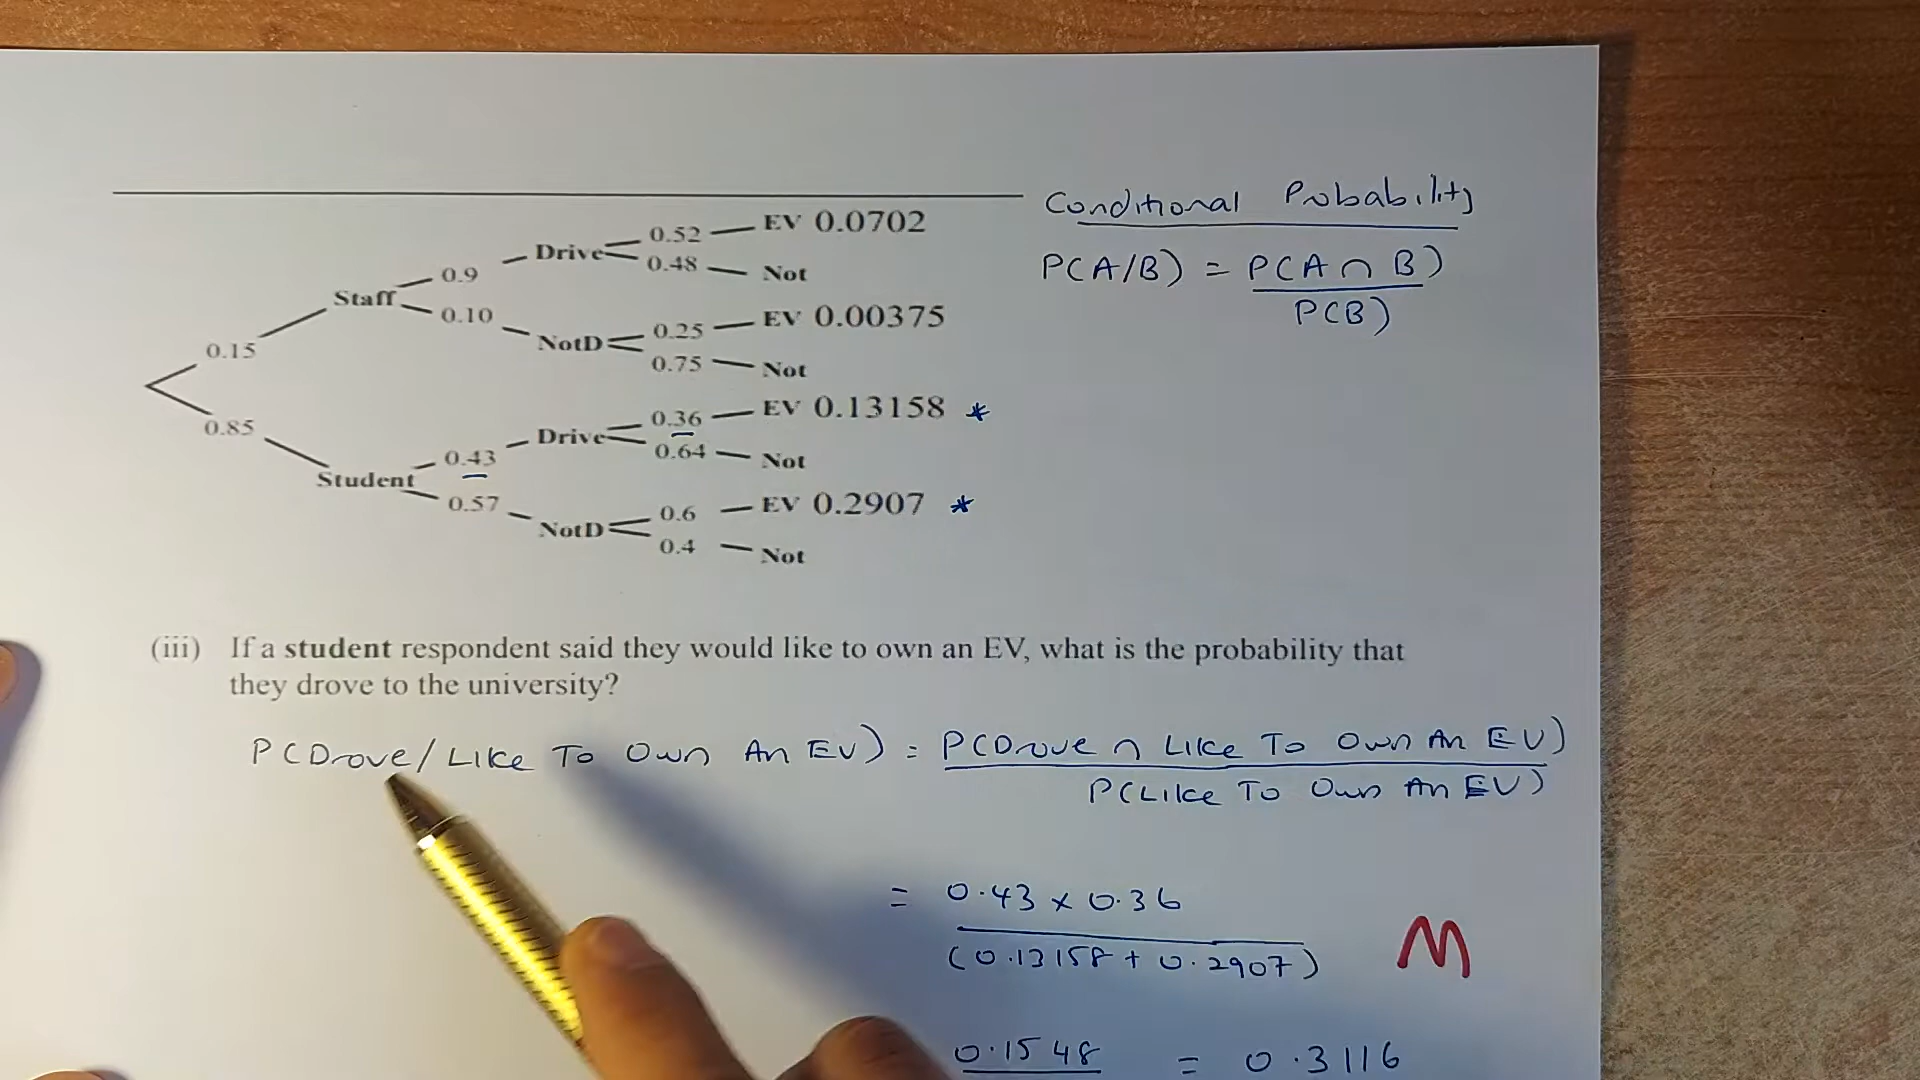 Conditional Probability
0.52 EV 0.0702
Drive
0.48 Not
0.9
P(A/B) = P(A ∩ B)
P(B)
Staff
0.10
0.25 EV 0.00375
NotD
0.75 Not
0.15
0.85
0.36 EV 0.13158 *
Drive
0.64 Not
0.43
Student
0.57
0.6 EV 0.2907 *
NotD
0.4 Not
(iii) If a student respondent said they would like to own an EV, what is the probability that
they drove to the university?
P(Drove/Like To Own An EV) = P(Drove ∩ Like To Own An EV)
P(Like To Own An EV)
= 0.43 x 0.36
(0.13158 + 0.2907)
M
0.1548 = 0.3116